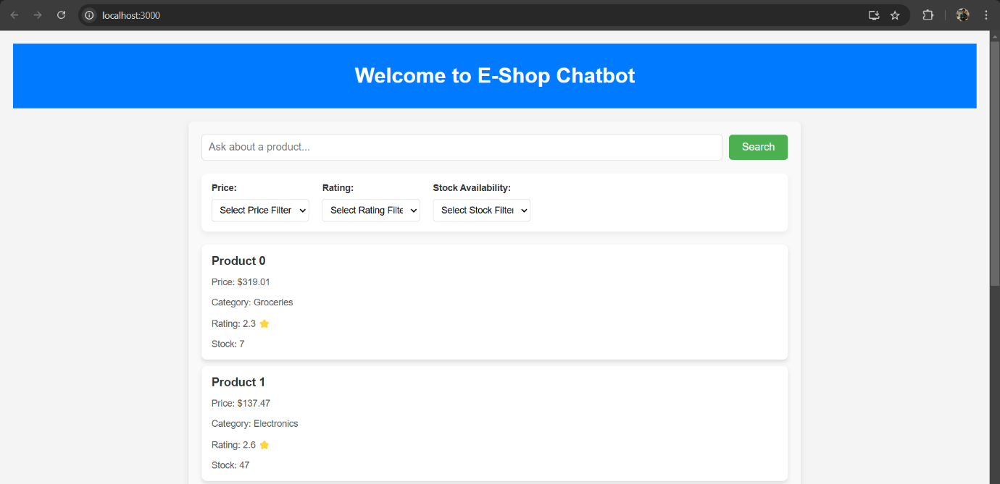 localhost:3000
Welcome to E-Shop Chatbot
Ask about a product...
Search
Price:
Rating:
Stock Availability:
Select Price Filter
Select Rating Filte
Select Stock Filter
Product 0
Price: $319.01
Category: Groceries
Rating: 2.3 ⭐
Stock: 7
Product 1
Price: $137.47
Category: Electronics
Rating: 2.6 ⭐
Stock: 47